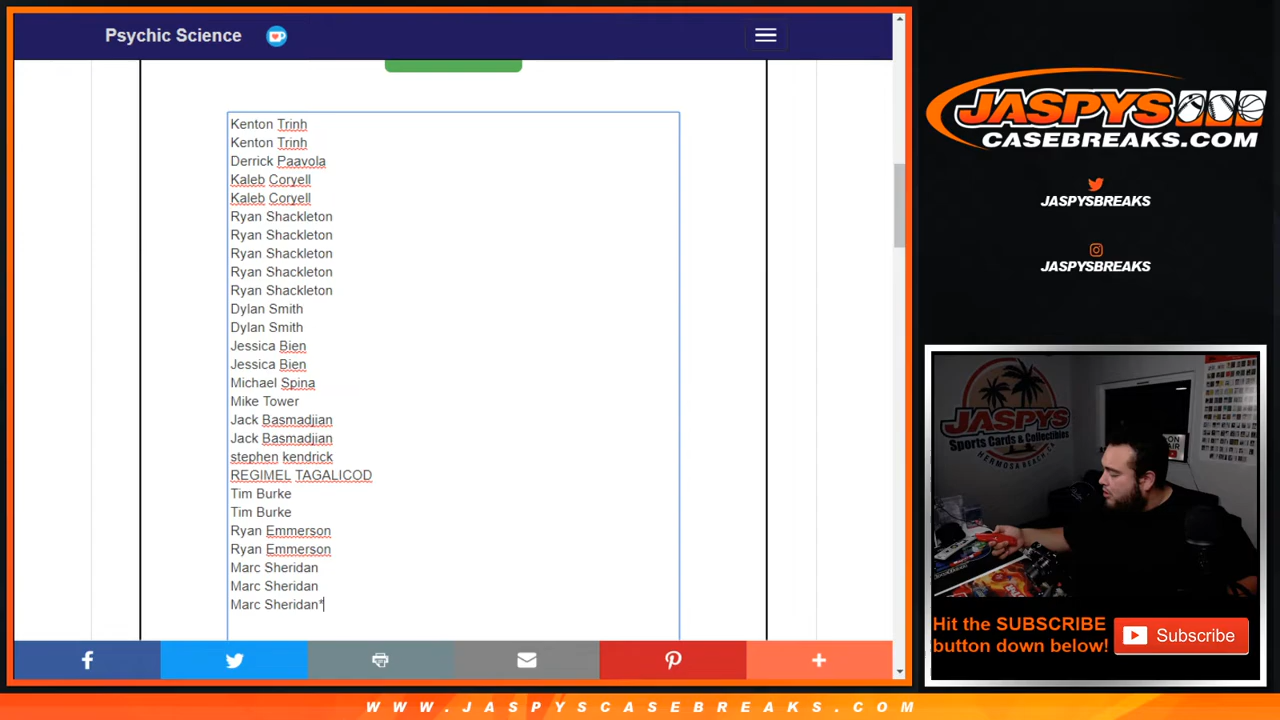 Psychic Science
Kenton Trinh
Kenton Trinh
Derrick Paavola
Kaleb Coryell
Kaleb Coryell
Ryan Shackleton
Ryan Shackleton
Ryan Shackleton
Ryan Shackleton
Ryan Shackleton
Dylan Smith
Dylan Smith
Jessica Bien
Jessica Bien
Michael Spina
Mike Tower
Jack Basmadjian
Jack Basmadjian
stephen kendrick
REGIMEL TAGALICOD
Tim Burke
Tim Burke
Ryan Emmerson
Ryan Emmerson
Marc Sheridan
Marc Sheridan
Marc Sheridan*
JASPYS
CASEBREAKS.COM
JASPYSBREAKS
JASPYSBREAKS
JASPYS
Sports Cards & Collectibles
HERMOSA BEACH, CA
Hit the SUBSCRIBE
button down below!
Subscribe
WWW.JASPYSCASEBREAKS.COM